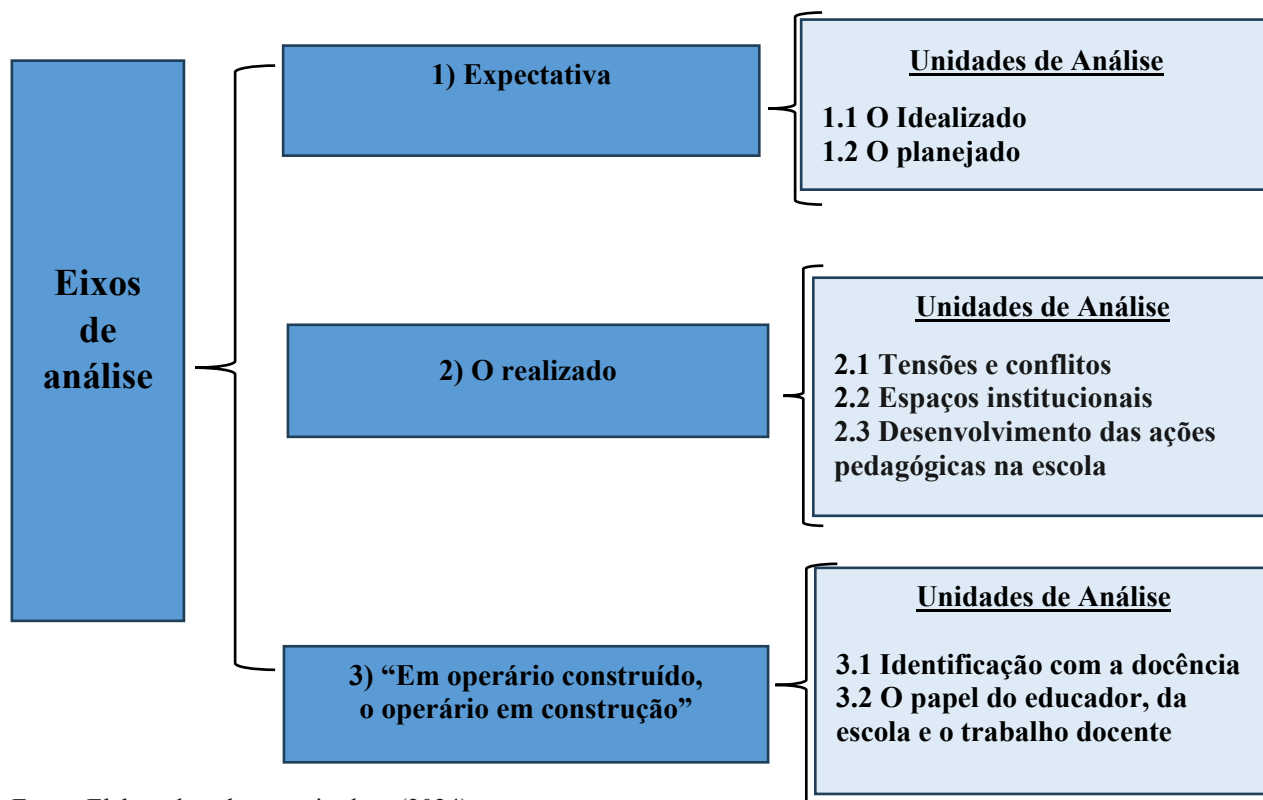 Eixos
de
análise
1) Expectativa
Unidades de Análise
1.1 O Idealizado
1.2 O planejado
2) O realizado
Unidades de Análise
2.1 Tensões e conflitos
2.2 Espaços institucionais
2.3 Desenvolvimento das ações
pedagógicas na escola
3) “Em operário construído,
o operário em construção”
Unidades de Análise
3.1 Identificação com a docência
3.2 O papel do educador, da
escola e o trabalho docente